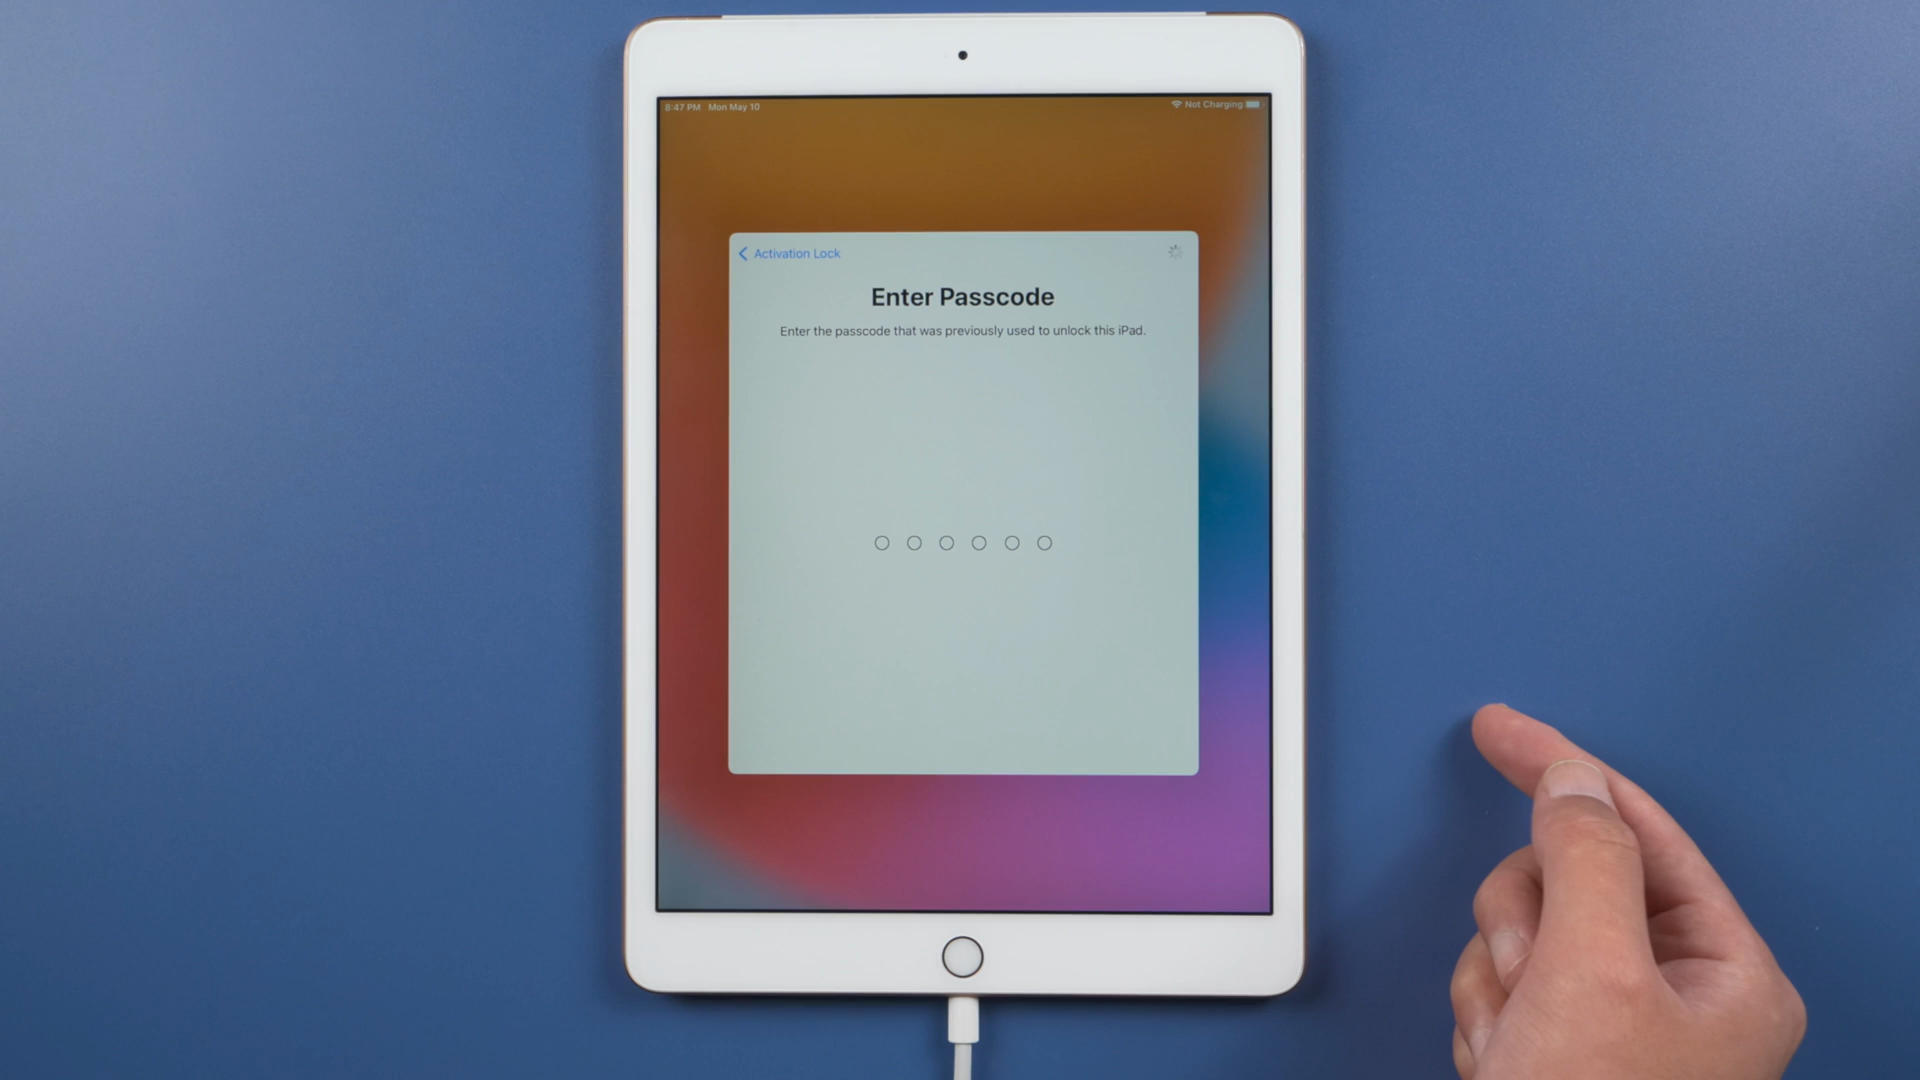 8:47 PM Mon May 10
Not Charging
Activation Lock
Enter Passcode
Enter the passcode that was previously used to unlock this iPad.